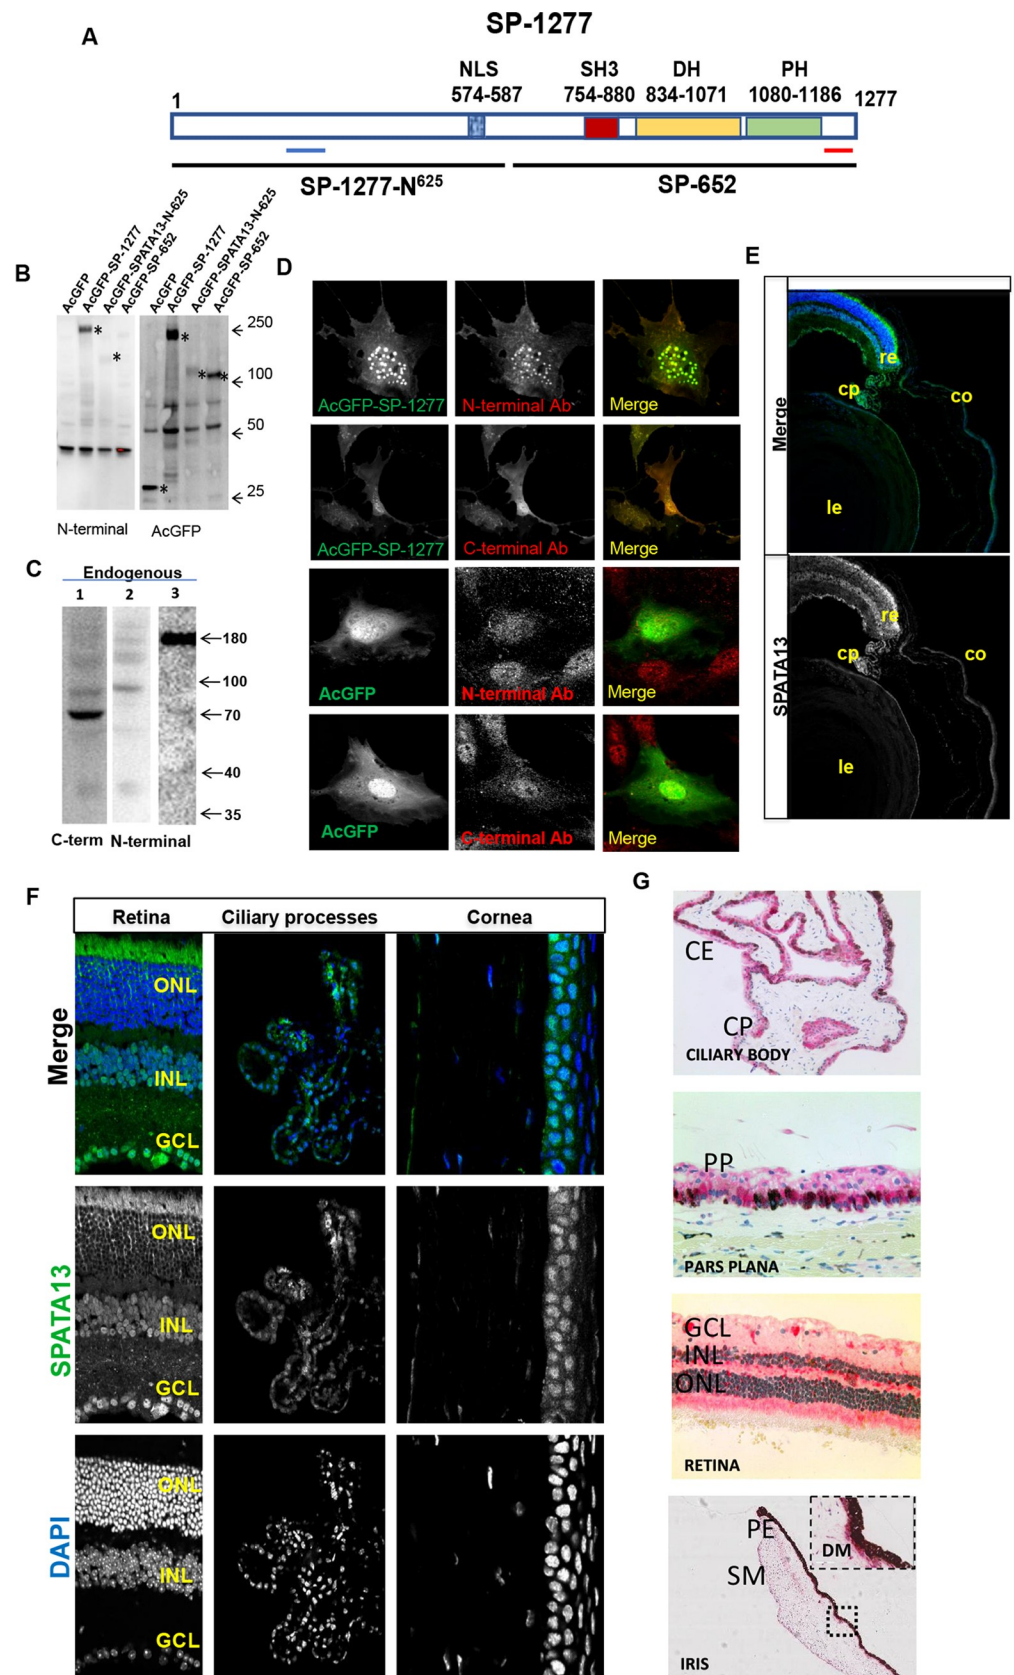 SP-1277
A
NLS SH3 DH PH
574-587 754-880 834-1071 1080-1186
1 1277
SP-1277-N625 SP-652
B
AcGFP
AcGFP-SP-1277
AcGFP-SPATA13-N-625
AcGFP-SP-652
AcGFP
AcGFP-SP-1277
AcGFP-SPATA13-N-625
AcGFP-SP-652
* * * * * *
250
100
50
25
N-terminal AcGFP
C
Endogenous
1 2 3
180
100
70
40
35
C-term N-terminal
D
AcGFP-SP-1277 N-terminal Ab Merge
AcGFP-SP-1277 C-terminal Ab Merge
AcGFP N-terminal Ab Merge
AcGFP C-terminal Ab Merge
E
Merge
re
cp co
le
SPATA13
re
cp co
le
F
Retina Ciliary processes Cornea
Merge
ONL
INL
GCL
SPATA13
ONL
INL
GCL
DAPI
ONL
INL
GCL
G
CE
CP
CILIARY BODY
PP
PARS PLANA
GCL
INL
ONL
RETINA
PE
DM
SM
IRIS